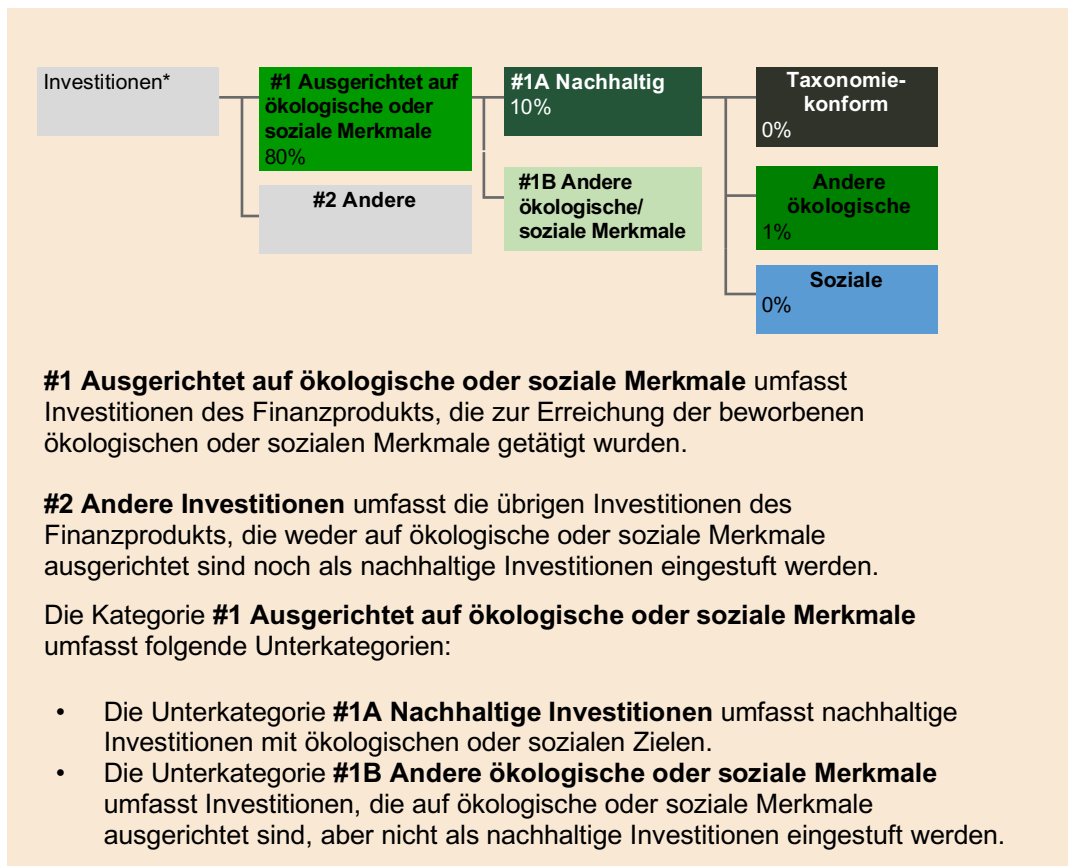 Investitionen*
#1 Ausgerichtet auf
ökologische oder
soziale Merkmale
80%
#2 Andere
#1A Nachhaltig
10%
#1B Andere
ökologische/
soziale Merkmale
Taxonomie-
konform
0%
Andere
ökologische
1%
Soziale
0%
#1 Ausgerichtet auf ökologische oder soziale Merkmale umfasst
Investitionen des Finanzprodukts, die zur Erreichung der beworbenen
ökologischen oder sozialen Merkmale getätigt wurden.
#2 Andere Investitionen umfasst die übrigen Investitionen des
Finanzprodukts, die weder auf ökologische oder soziale Merkmale
ausgerichtet sind noch als nachhaltige Investitionen eingestuft werden.
Die Kategorie #1 Ausgerichtet auf ökologische oder soziale Merkmale
umfasst folgende Unterkategorien:
• Die Unterkategorie #1A Nachhaltige Investitionen umfasst nachhaltige
Investitionen mit ökologischen oder sozialen Zielen.
• Die Unterkategorie #1B Andere ökologische oder soziale Merkmale
umfasst Investitionen, die auf ökologische oder soziale Merkmale
ausgerichtet sind, aber nicht als nachhaltige Investitionen eingestuft werden.